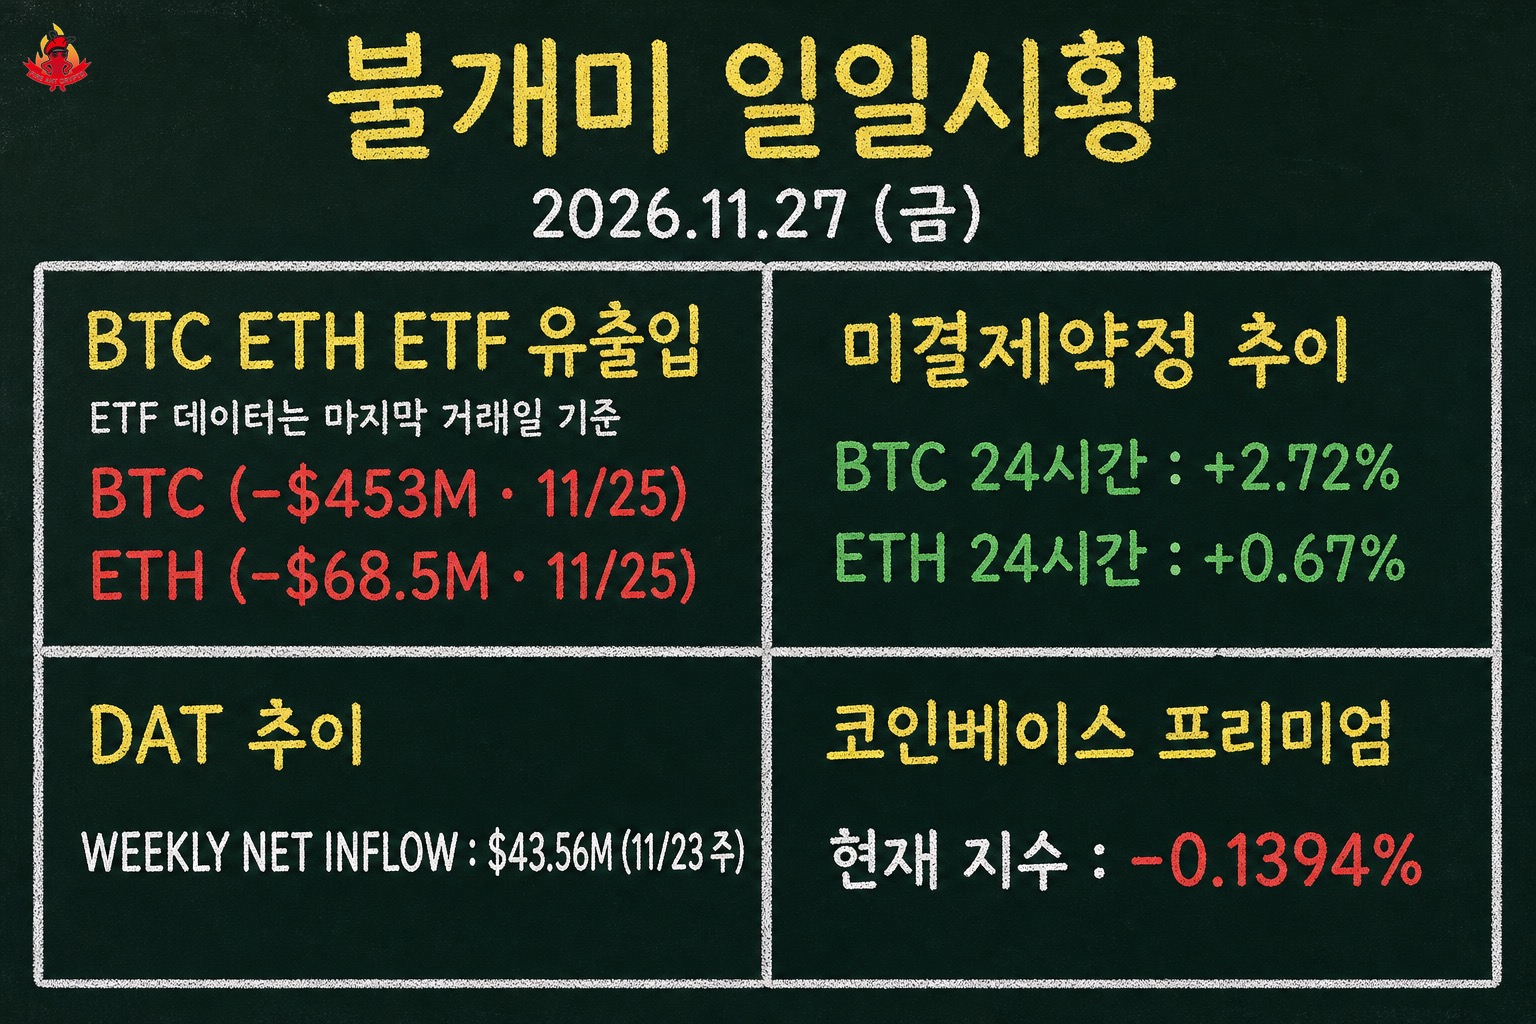 불개미 일일시황
2026.11.27 (금)
BTC ETH ETF 유출입
ETF 데이터는 마지막 거래일 기준
BTC (-$453M · 11/25)
ETH (-$68.5M · 11/25)
미결제약정 추이
BTC 24시간 : +2.72%
ETH 24시간 : +0.67%
DAT 추이
WEEKLY NET INFLOW : $43.56M (11/23 주)
코인베이스 프리미엄
현재 지수 : -0.1394%